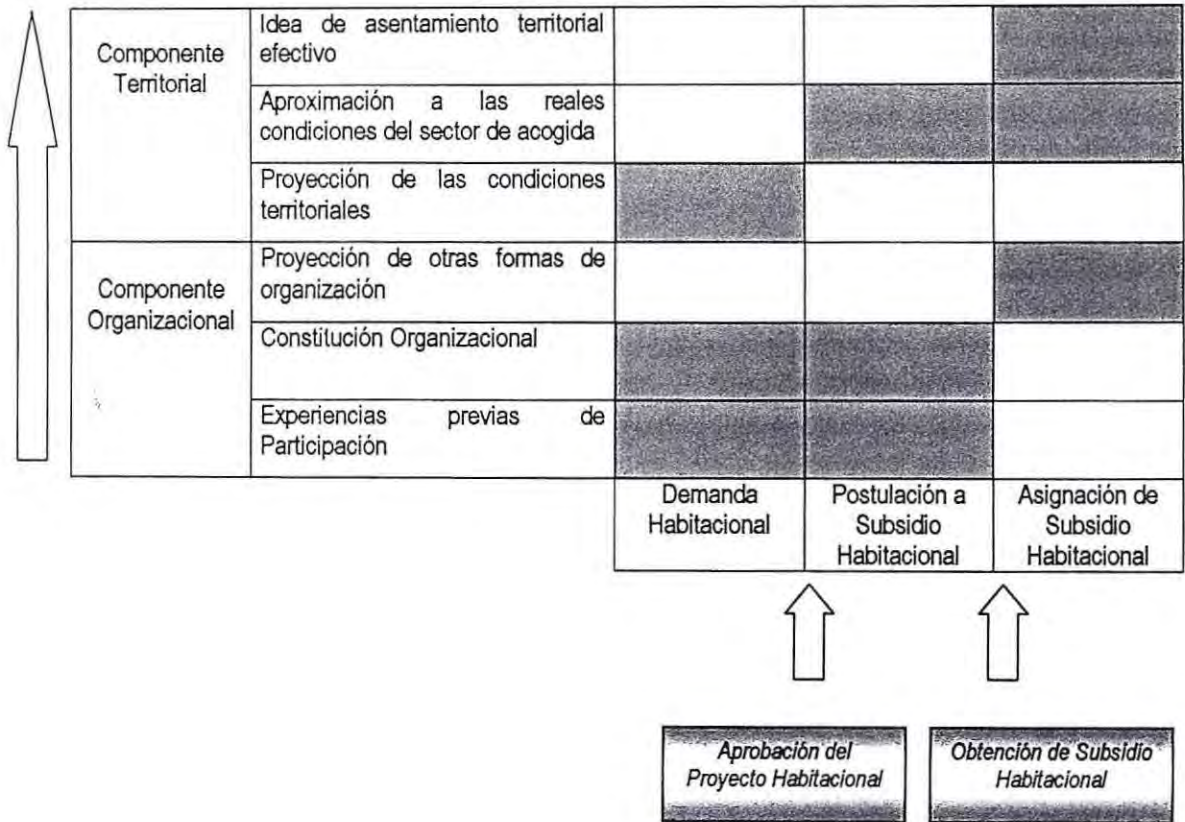 Componente
Territorial
Idea de asentamiento territorial
efectivo
Aproximación a las reales
condiciones del sector de acogida
Proyección de las condiciones
territoriales
Componente
Organizacional
Proyección de otras formas de
organización
Constitución Organizacional
Experiencias previas de
Participación
Demanda
Habitacional
Postulación a
Subsidio
Habitacional
Asignación de
Subsidio
Habitacional
Aprobación del
Proyecto Habitacional
Obtención de Subsidio
Habitacional